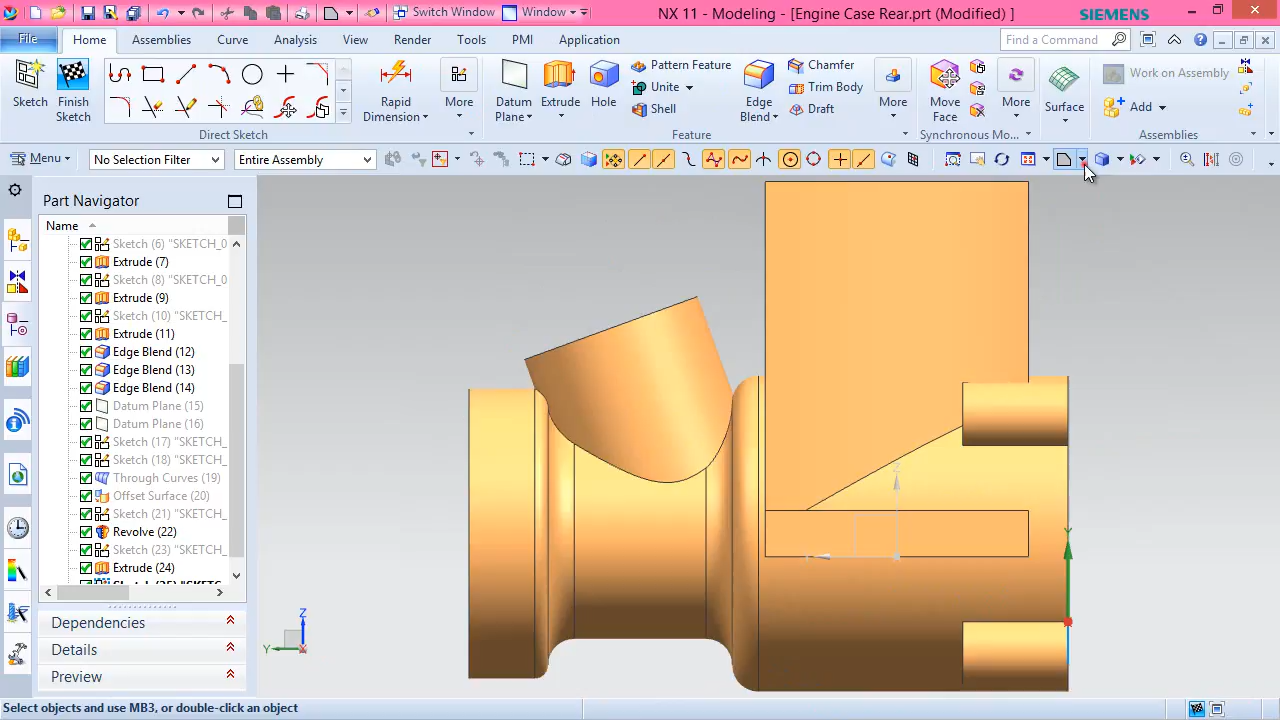 Switch Window
Window
NX 11 - Modeling - [Engine Case Rear.prt (Modified) ]
SIEMENS
File
Home
Assemblies
Curve
Analysis
View
Render
Tools
PMI
Application
Find a Command
Sketch
Finish
Sketch
Rapid
Dimension
More
Direct Sketch
Datum
Plane
Extrude
Hole
Pattern Feature
Unite
Shell
Edge
Blend
Chamfer
Trim Body
Draft
More
Feature
Move
Face
More
Synchronous Mo...
Surface
Work on Assembly
Add
Assemblies
Menu
No Selection Filter
Entire Assembly
Part Navigator
Name
Sketch (6) "SKETCH_0
Extrude (7)
Sketch (8) "SKETCH_0
Extrude (9)
Sketch (10) "SKETCH_
Extrude (11)
Edge Blend (12)
Edge Blend (13)
Edge Blend (14)
Datum Plane (15)
Datum Plane (16)
Sketch (17) "SKETCH_
Sketch (18) "SKETCH_
Through Curves (19)
Offset Surface (20)
Sketch (21) "SKETCH_
Revolve (22)
Sketch (23) "SKETCH_
Extrude (24)
Sketch (25) "SKETCH_
Dependencies
Details
Preview
Z
Y
X
Z
Y
Y
Select objects and use MB3, or double-click an object